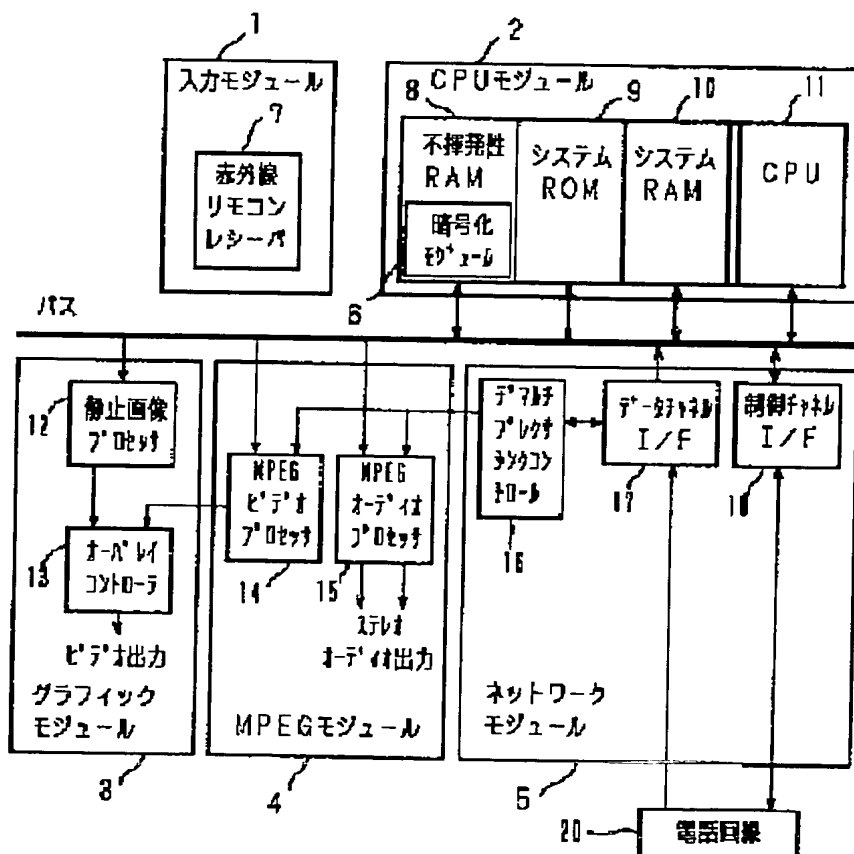 1
入力モジュール
7
赤外線
リモコン
レシーバ
2
CPUモジュール
8
不揮発性
RAM
暗号化
モジュール
6
9
システム
ROM
10
システム
RAM
11
CPU
バス
12
静止画像
プロセッサ
13
オーバレイ
コントローラ
ビデオ出力
グラフィック
モジュール
3
MPEG
ビデオ
プロセッサ
14
MPEG
オーディオ
プロセッサ
15
ステレオ
オーディオ出力
MPEGモジュール
4
デマルチ
プレクサ
コント
ロール
16
データチャネル
I/F
17
制御チャネル
I/F
ネットワーク
モジュール
5
20
電話回線